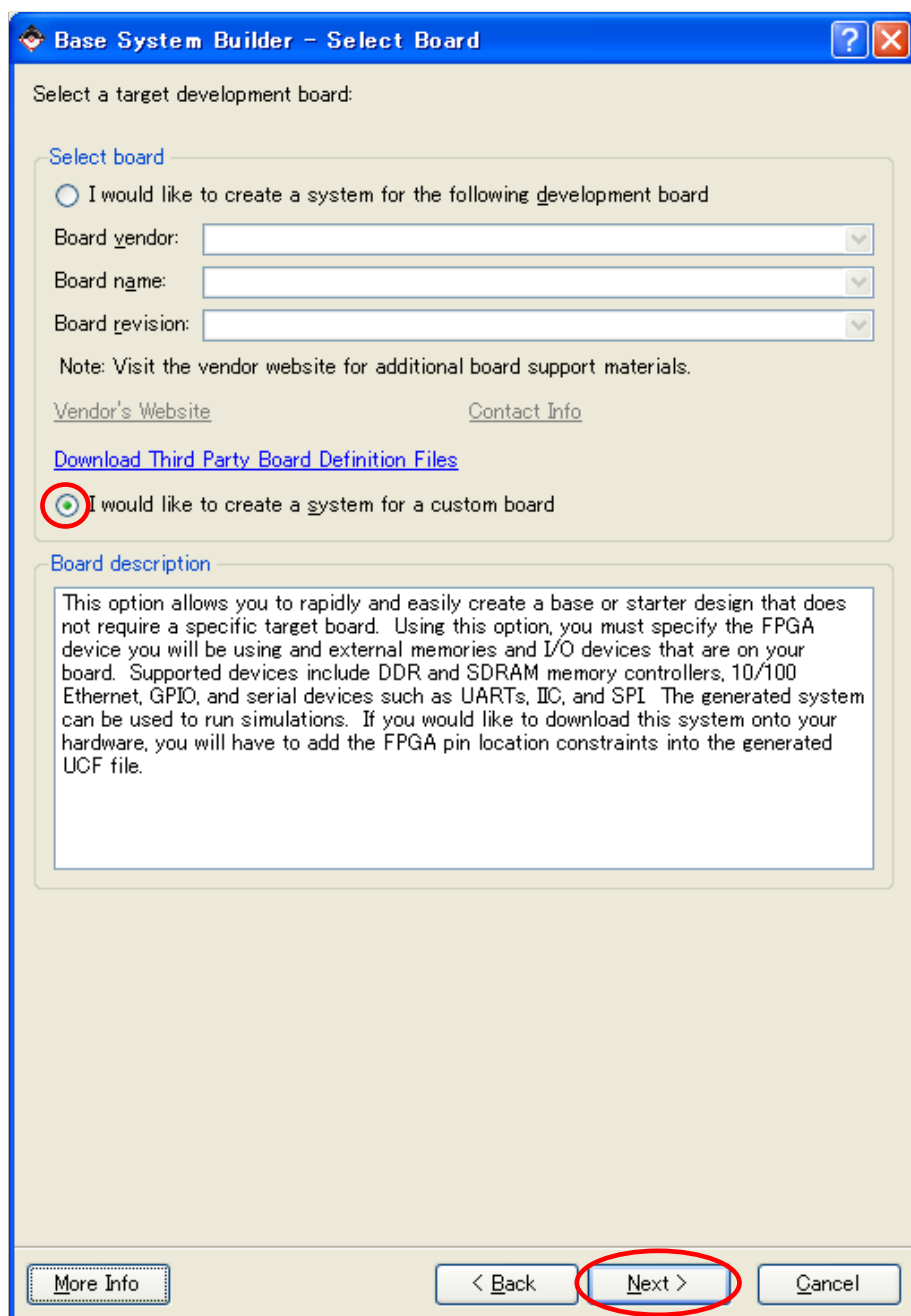 Base System Builder - Select Board
Select a target development board:
Select board
I would like to create a system for the following development board
Board vendor:
Board name:
Board revision:
Note: Visit the vendor website for additional board support materials.
Vendor's Website Contact Info
Download Third Party Board Definition Files
I would like to create a system for a custom board
Board description
This option allows you to rapidly and easily create a base or starter design that does
not require a specific target board.  Using this option, you must specify the FPGA
device you will be using and external memories and I/O devices that are on your
board.  Supported devices include DDR and SDRAM memory controllers, 10/100
Ethernet, GPIO, and serial devices such as UARTs, IIC, and SPI.  The generated system
can be used to run simulations.  If you would like to download this system onto your
hardware, you will have to add the FPGA pin location constraints into the generated
UCF file.
More Info < Back Next > Cancel